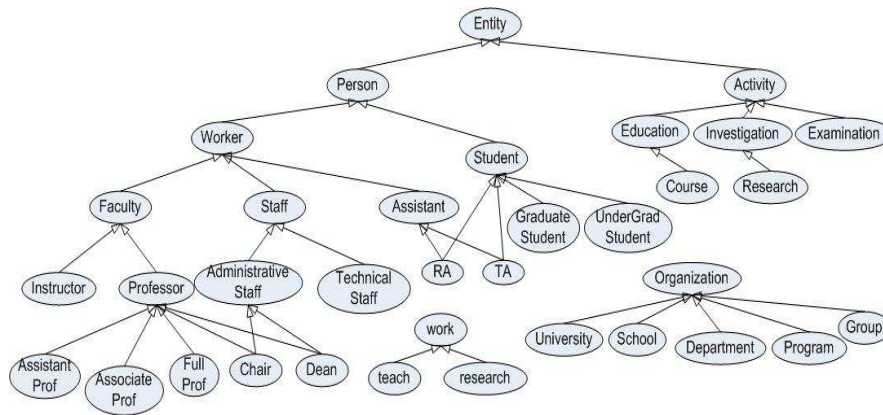 Entity
Person
Activity
Worker
Education
Investigation
Examination
Student
Course
Research
Faculty
Staff
Assistant
Graduate
Student
UnderGrad
Student
Instructor
Professor
Administrative
Staff
Technical
Staff
RA
TA
Organization
University
School
Department
Program
Group
work
teach
research
Assistant
Prof
Associate
Prof
Full
Prof
Chair
Dean